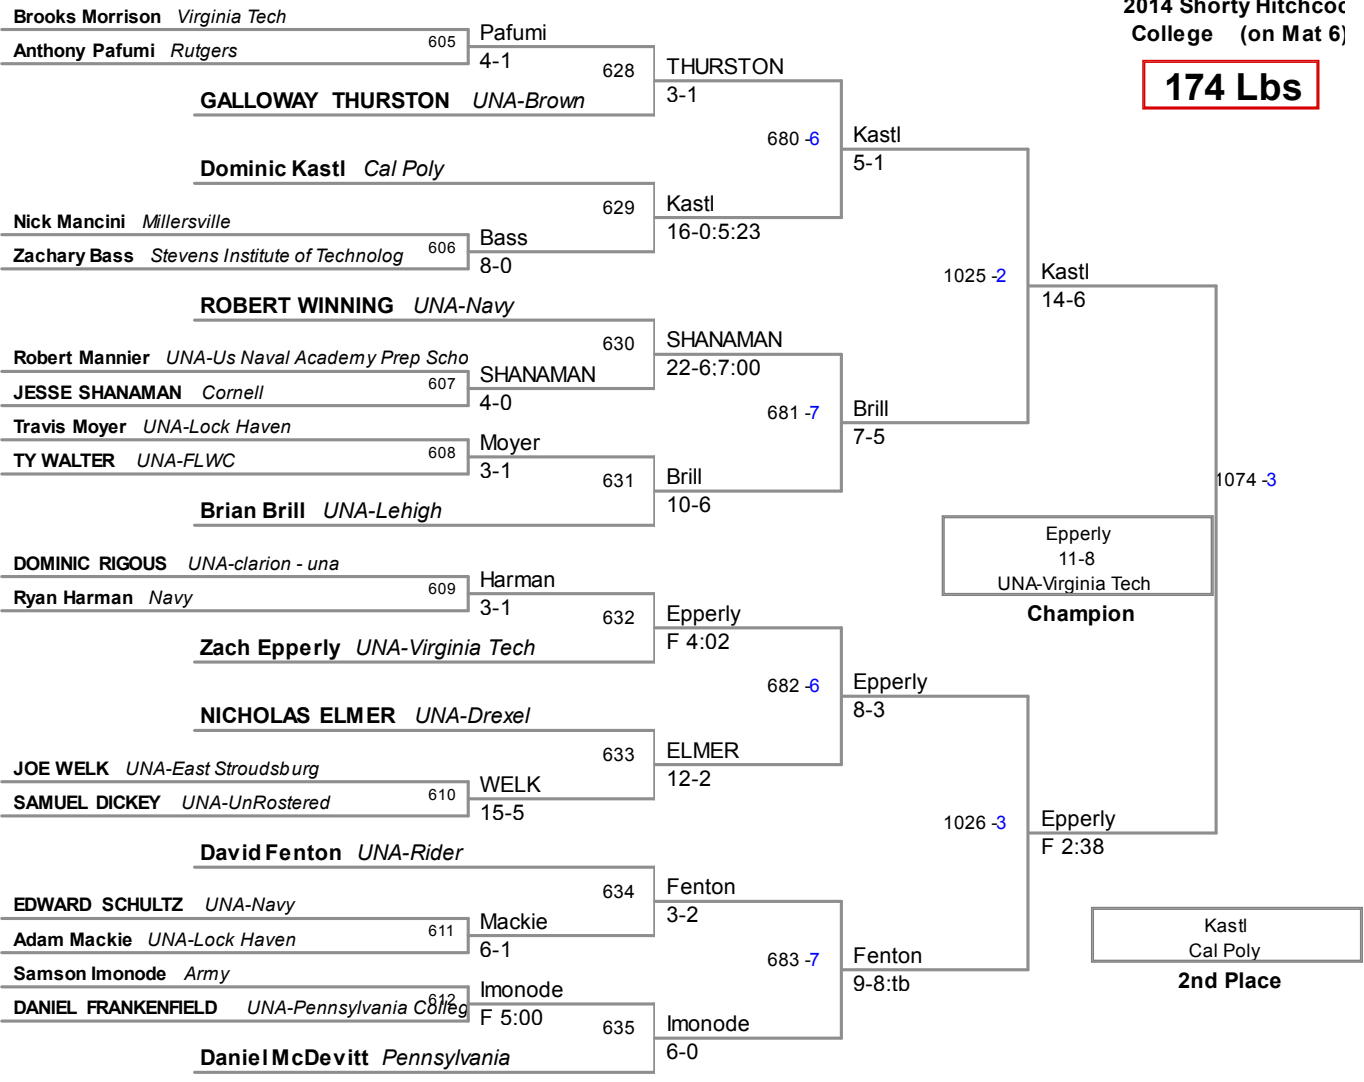 Brooks Morrison Virginia Tech
2014 Shorty Hitchcoc
College (on Mat 6)
174 Lbs
605 Pafumi
Anthony Pafumi Rutgers
4-1
628 THURSTON
3-1
GALLOWAY THURSTON UNA-Brown
680 -6 Kastl
5-1
Dominic Kastl Cal Poly
629 Kastl
16-0:5:23
Nick Mancini Millersville
606 Bass
Zachary Bass Stevens Institute of Technolog
8-0
1025 -2 Kastl
14-6
ROBERT WINNING UNA-Navy
630 SHANAMAN
22-6:7:00
Robert Mannier UNA-Us Naval Academy Prep Scho
607 SHANAMAN
JESSE SHANAMAN Cornell
4-0
681 -7 Brill
7-5
Travis Moyer UNA-Lock Haven
608 Moyer
TY WALTER UNA-FLWC
3-1
631 Brill
10-6
Brian Brill UNA-Lehigh
1074 -3
Epperly
11-8
UNA-Virginia Tech
Champion
DOMINIC RIGOUS UNA-clarion - una
609 Harman
Ryan Harman Navy
3-1
632 Epperly
F 4:02
Zach Epperly UNA-Virginia Tech
682 -6 Epperly
8-3
NICHOLAS ELMER UNA-Drexel
633 ELMER
12-2
JOE WELK UNA-East Stroudsburg
610 WELK
SAMUEL DICKEY UNA-UnRostered
15-5
1026 -3 Epperly
F 2:38
David Fenton UNA-Rider
634 Fenton
3-2
EDWARD SCHULTZ UNA-Navy
611 Mackie
Adam Mackie UNA-Lock Haven
6-1
683 -7 Fenton
9-8:tb
Kastl
Cal Poly
2nd Place
Samson Imonode Army
612 Imonode
DANIEL FRANKENFIELD UNA-Pennsylvania Colleg
F 5:00
635 Imonode
6-0
Daniel McDevitt Pennsylvania